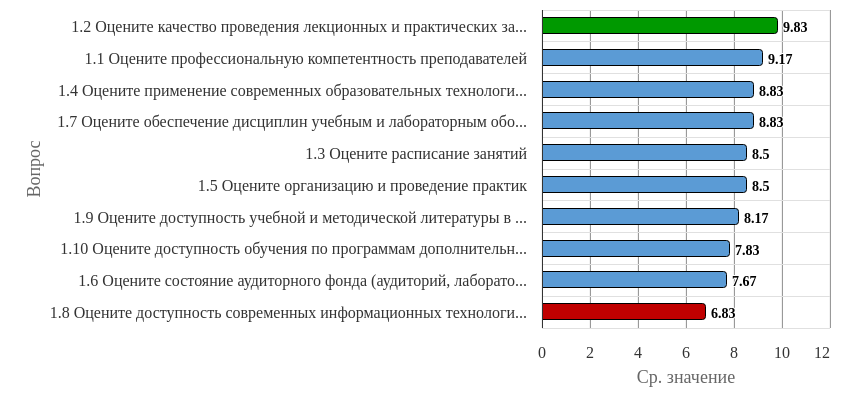 1.2 Оцените качество проведения лекционных и практических за... 9.83
1.1 Оцените профессиональную компетентность преподавателей 9.17
1.4 Оцените применение современных образовательных технологи... 8.83
1.7 Оцените обеспечение дисциплин учебным и лабораторным обо... 8.83
1.3 Оцените расписание занятий 8.5
1.5 Оцените организацию и проведение практик 8.5
1.9 Оцените доступность учебной и методической литературы в ... 8.17
1.10 Оцените доступность обучения по программам дополнительн... 7.83
1.6 Оцените состояние аудиторного фонда (аудиторий, лаборато... 7.67
1.8 Оцените доступность современных информационных технологи... 6.83
Вопрос
0 2 4 6 8 10 12
Ср. значение